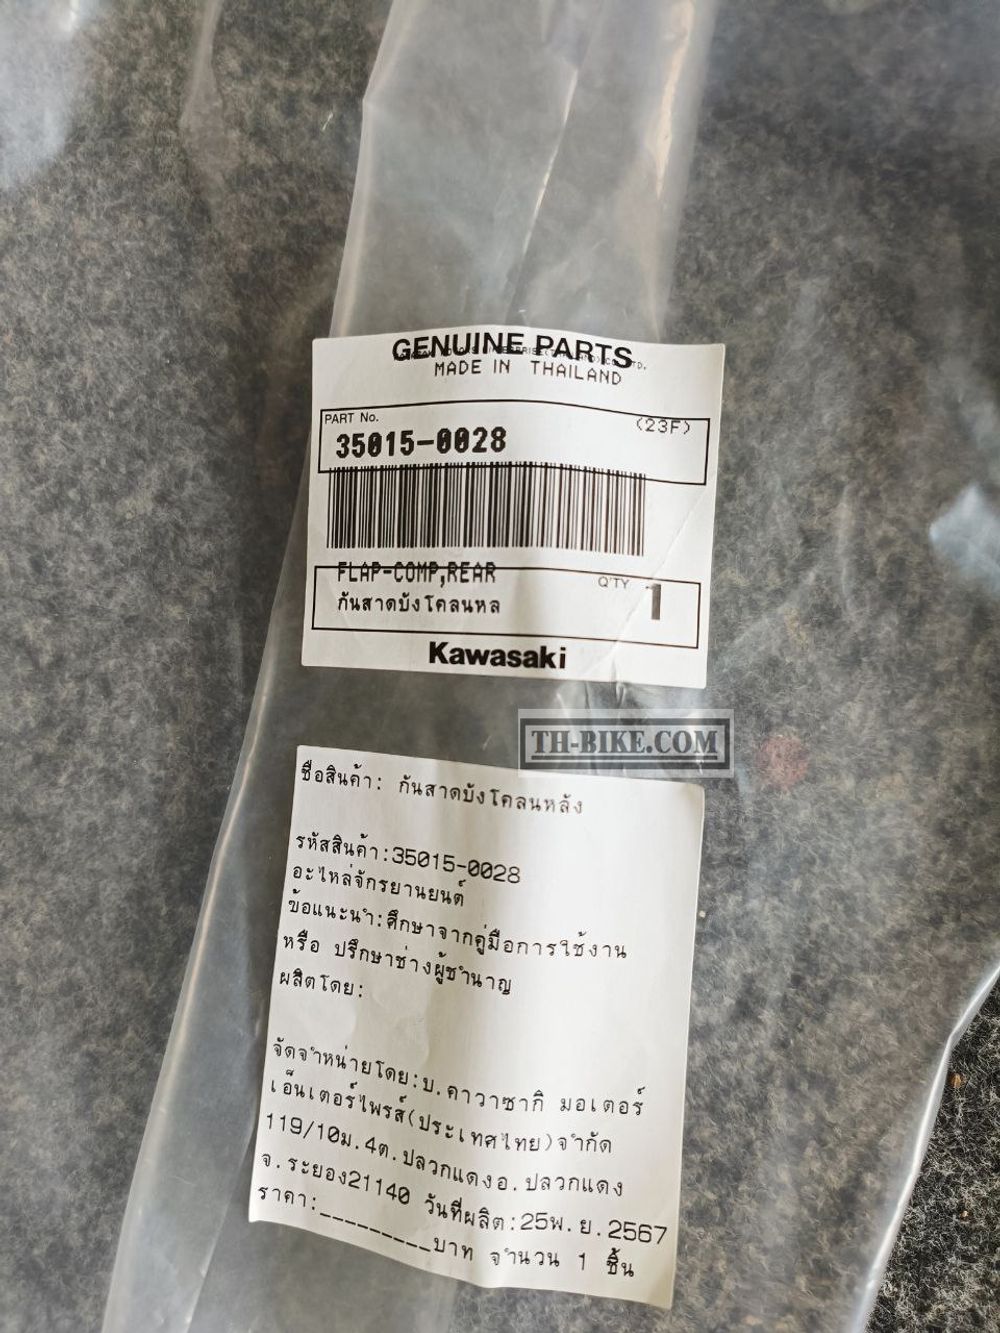 GENUINE PARTS
MADE IN THAILAND
PART No.
(23F)
35015-0028
FLAP-COMP,REAR
Q'TY 1
กันสาดบังโคลนหล
Kawasaki
TH-BIKE.COM
ชื่อสินค้า: กันสาดบังโคลนหลัง
รหัสสินค้า:35015-0028
อะไหล่จักรยานยนต์
ข้อแนะนำ:ศึกษาจากคู่มือการใช้งาน
หรือ ปรึกษาช่างผู้ชำนาญ
ผลิตโดย:
จัดจำหน่ายโดย:บ.คาวาซากิ มอเตอร์
เอ็นเตอร์ไพรส์(ประเทศไทย)จำกัด
119/10ม.4ต.ปลวกแดงอ.ปลวกแดง
จ.ระยอง21140 วันที่ผลิต:25พ.ย.2567
ราคา:__________บาท จำนวน 1 ชิ้น